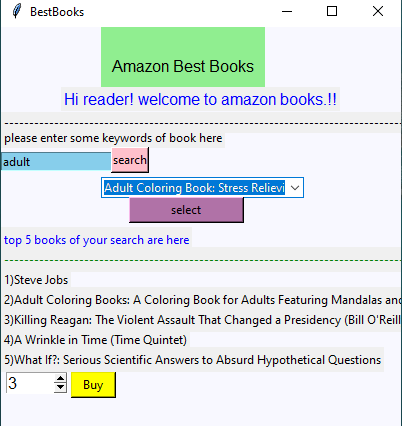 BestBooks
Amazon Best Books
Hi reader! welcome to amazon books.!!
please enter some keywords of book here
adult search
Adult Coloring Book: Stress Relievi
select
top 5 books of your search are here
1)Steve Jobs
2)Adult Coloring Books: A Coloring Book for Adults Featuring Mandalas and
3)Killing Reagan: The Violent Assault That Changed a Presidency (Bill O'Reill
4)A Wrinkle in Time (Time Quintet)
5)What If?: Serious Scientific Answers to Absurd Hypothetical Questions
3 Buy